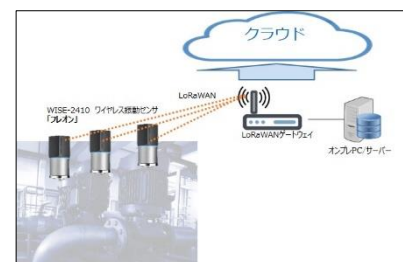 クラウド
LoRaWAN
WISE-2410 ワイヤレス振動センサ
「フレオン」
LoRaWANゲートウェイ
オンプレPC/サーバー